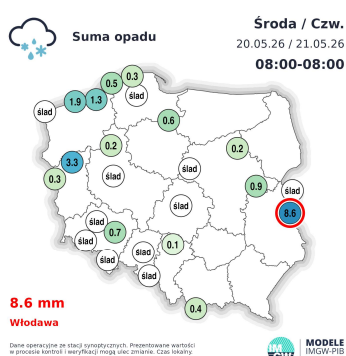 Suma opadu
Środa / Czw.
20.05.26 / 21.05.26
08:00-08:00
0.5
0.3
1.9
1.3
ślad
ślad
0.6
0.2
0.2
3.3
ślad
0.3
ślad
0.9
ślad
ślad
8.6
ślad
0.7
ślad
0.1
ślad
ślad
ślad
0.4
8.6 mm
Włodawa
Dane operacyjne ze stacji synoptycznych. Prezentowane wartości
w procesie kontroli i weryfikacji mogą ulec zmianie. Czas lokalny.
IM
GW
MODELE
IMGW-PIB